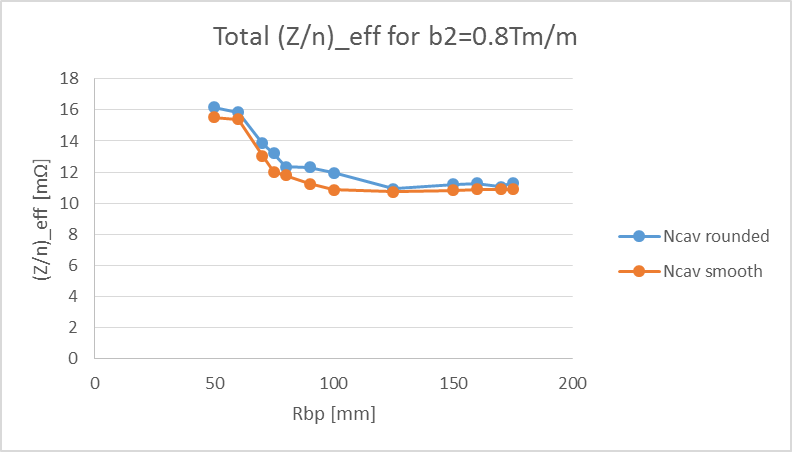 Total (Z/n)_eff for b2=0.8Tm/m
18
16
14
12
10
8
6
4
2
0
(Z/n)_eff [mΩ]
0 50 100 150 200
Rbp [mm]
Ncav rounded
Ncav smooth